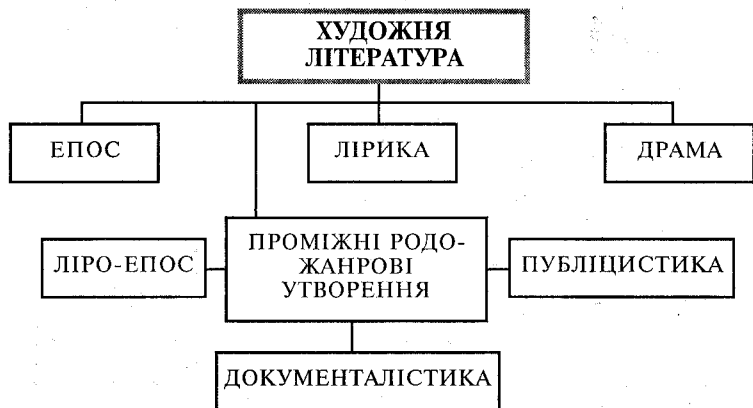 ХУДОЖНЯ
ЛІТЕРАТУРА
ЕПОС
ЛІРИКА
ДРАМА
ПРОМІЖНІ РОДО-
ЖАНРОВІ
УТВОРЕННЯ
ЛІРО-ЕПОС
ПУБЛІЦИСТИКА
ДОКУМЕНТАЛІСТИКА